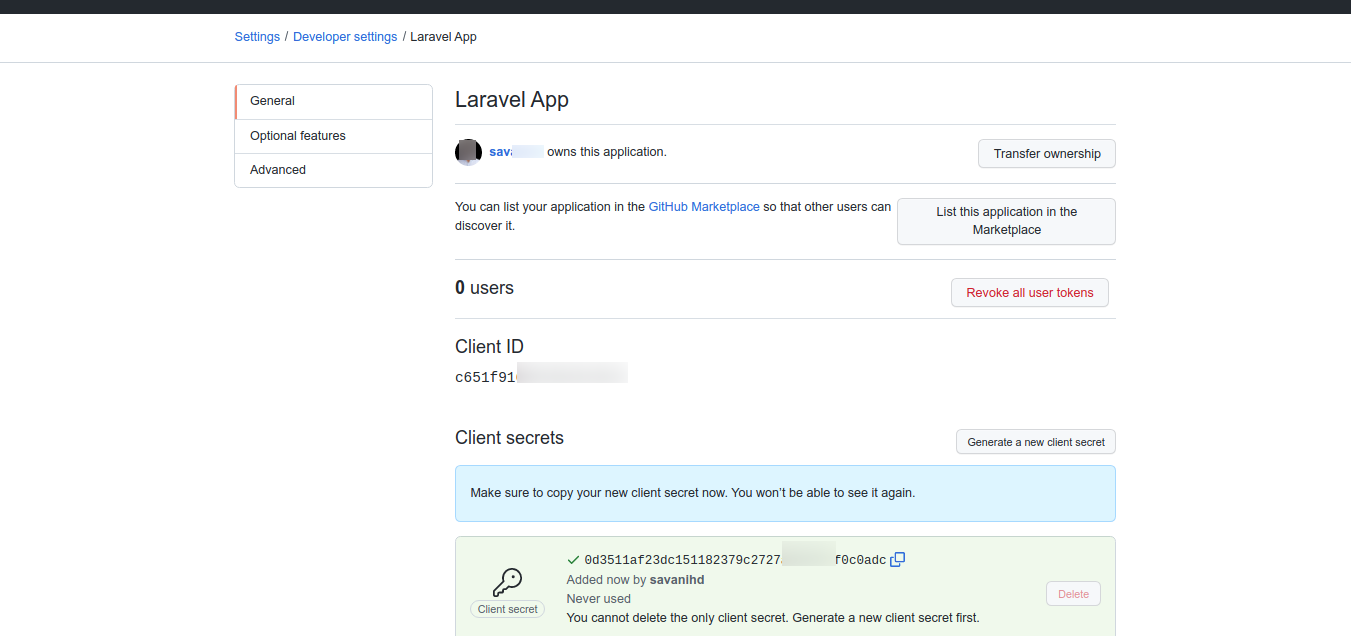 Settings / Developer settings / Laravel App
General
Optional features
Advanced
Laravel App
owns this application.
Transfer ownership
You can list your application in the GitHub Marketplace so that other users can
discover it.
List this application in the
Marketplace
0 users
Revoke all user tokens
Client ID
c651f91
Client secrets
Generate a new client secret
Make sure to copy your new client secret now. You won't be able to see it again.
0d3511af23dc151182379c2727 f0c0adc
Added now by savanihd
Never used
You cannot delete the only client secret. Generate a new client secret first.
Client secret
Delete